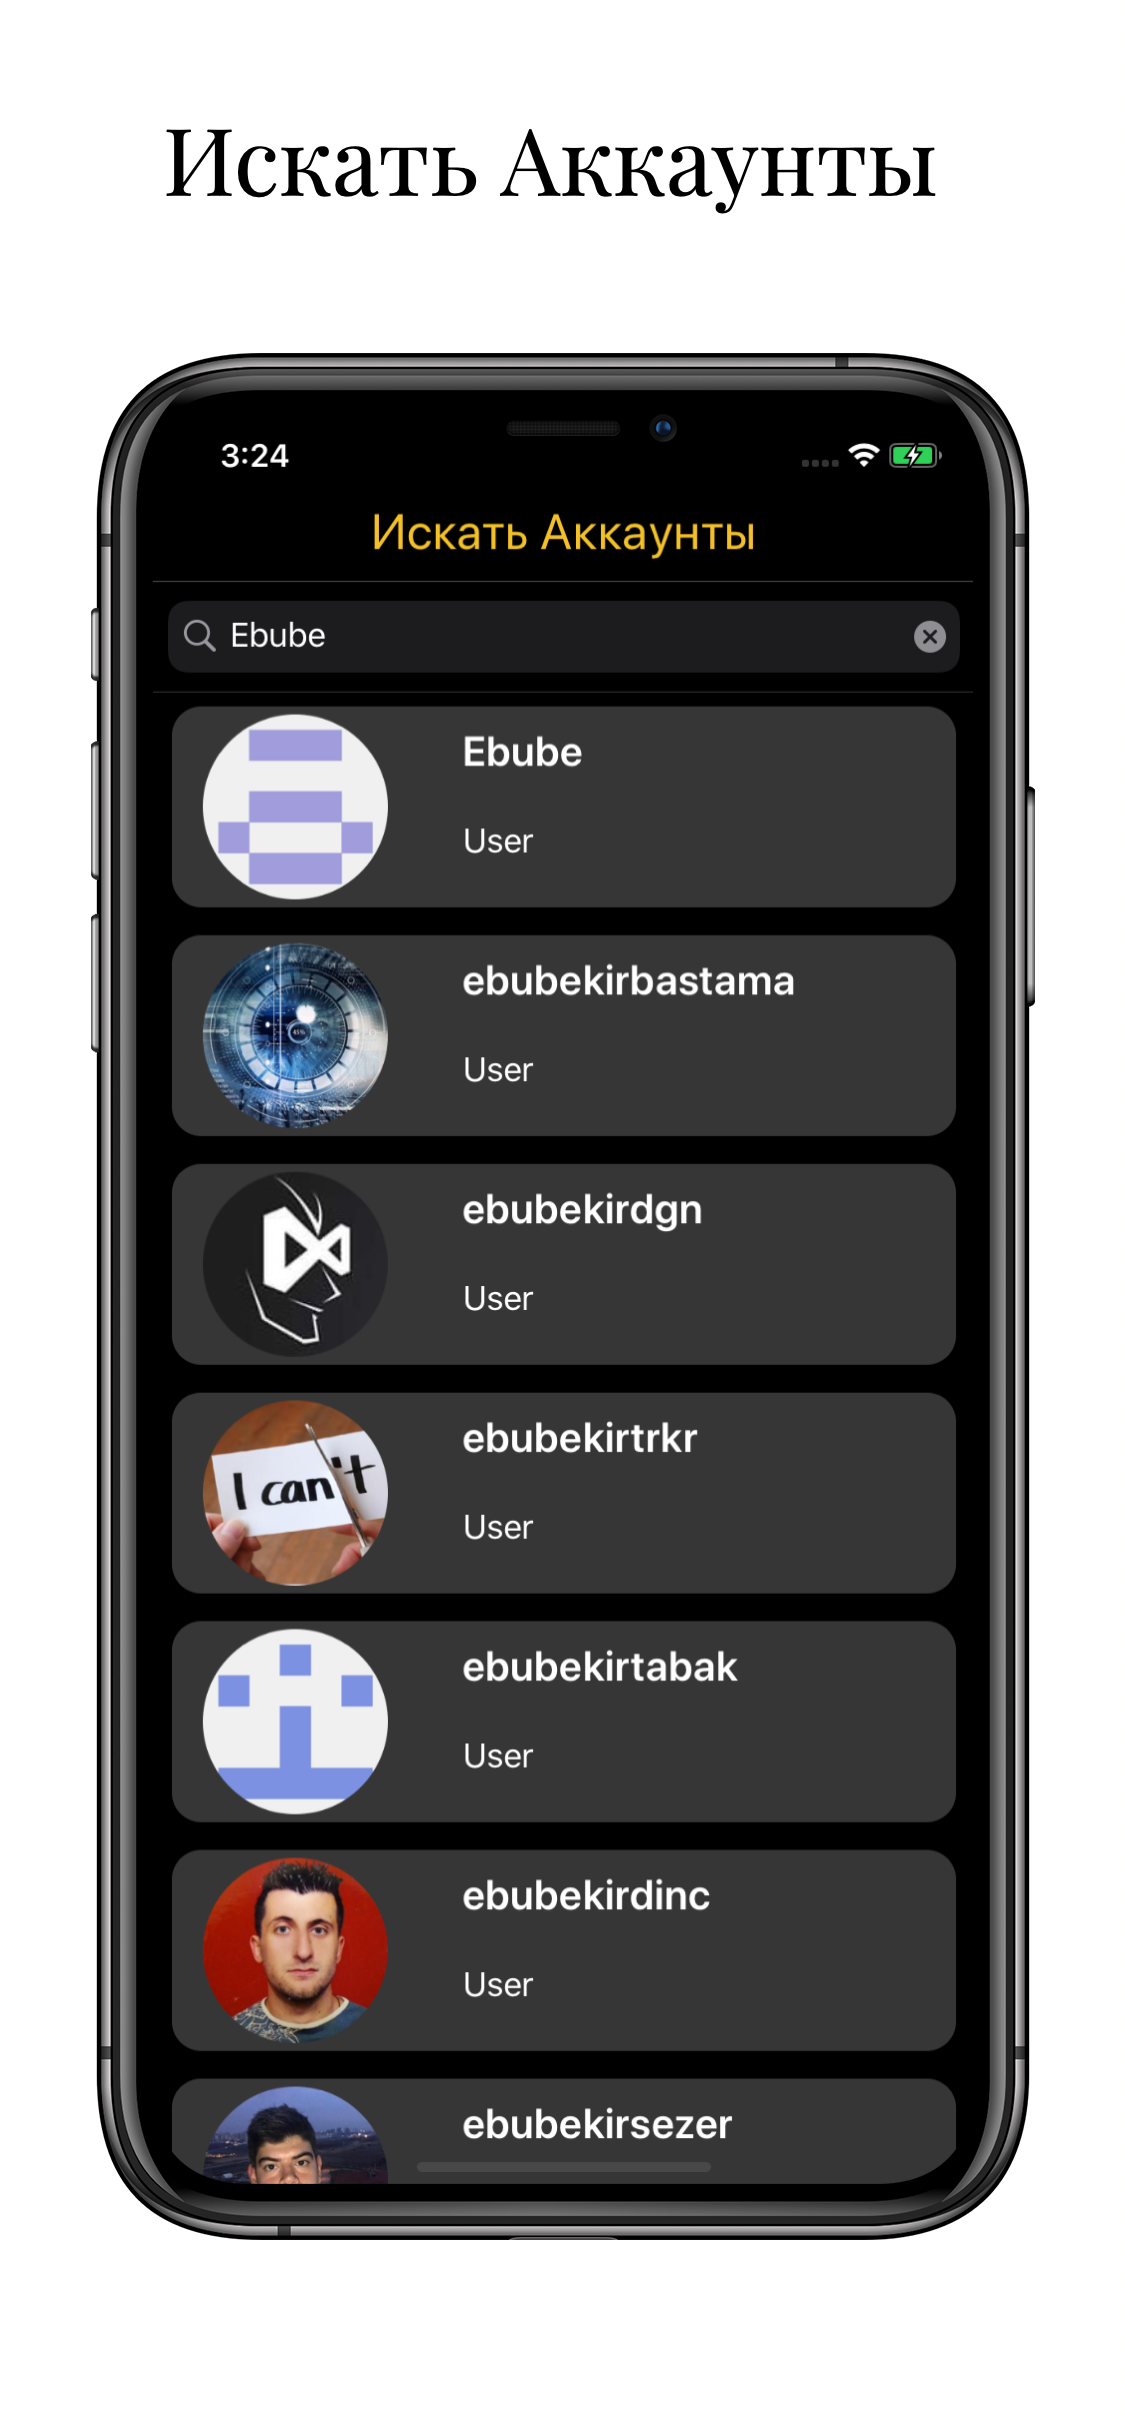 Искать Аккаунты
3:24
Искать Аккаунты
Ebube
Ebube
User
ebubekirbastama
User
ebubekirdgn
User
I can't
ebubekirtrkr
User
ebubekirtabak
User
ebubekirdinc
User
ebubekirsezer